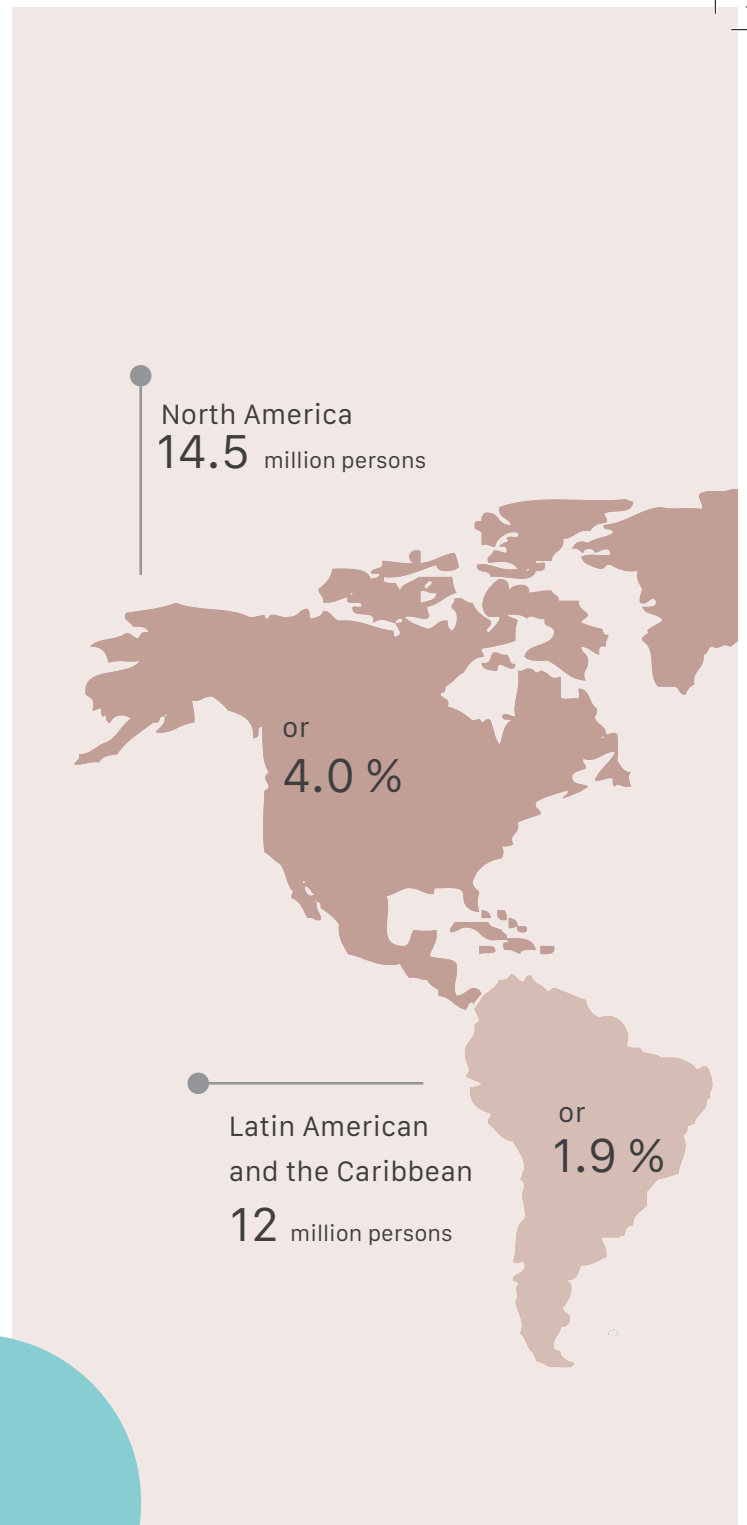 North America
14.5 million persons
or
4.0 %
Latin American
and the Caribbean
12 million persons
or
1.9 %